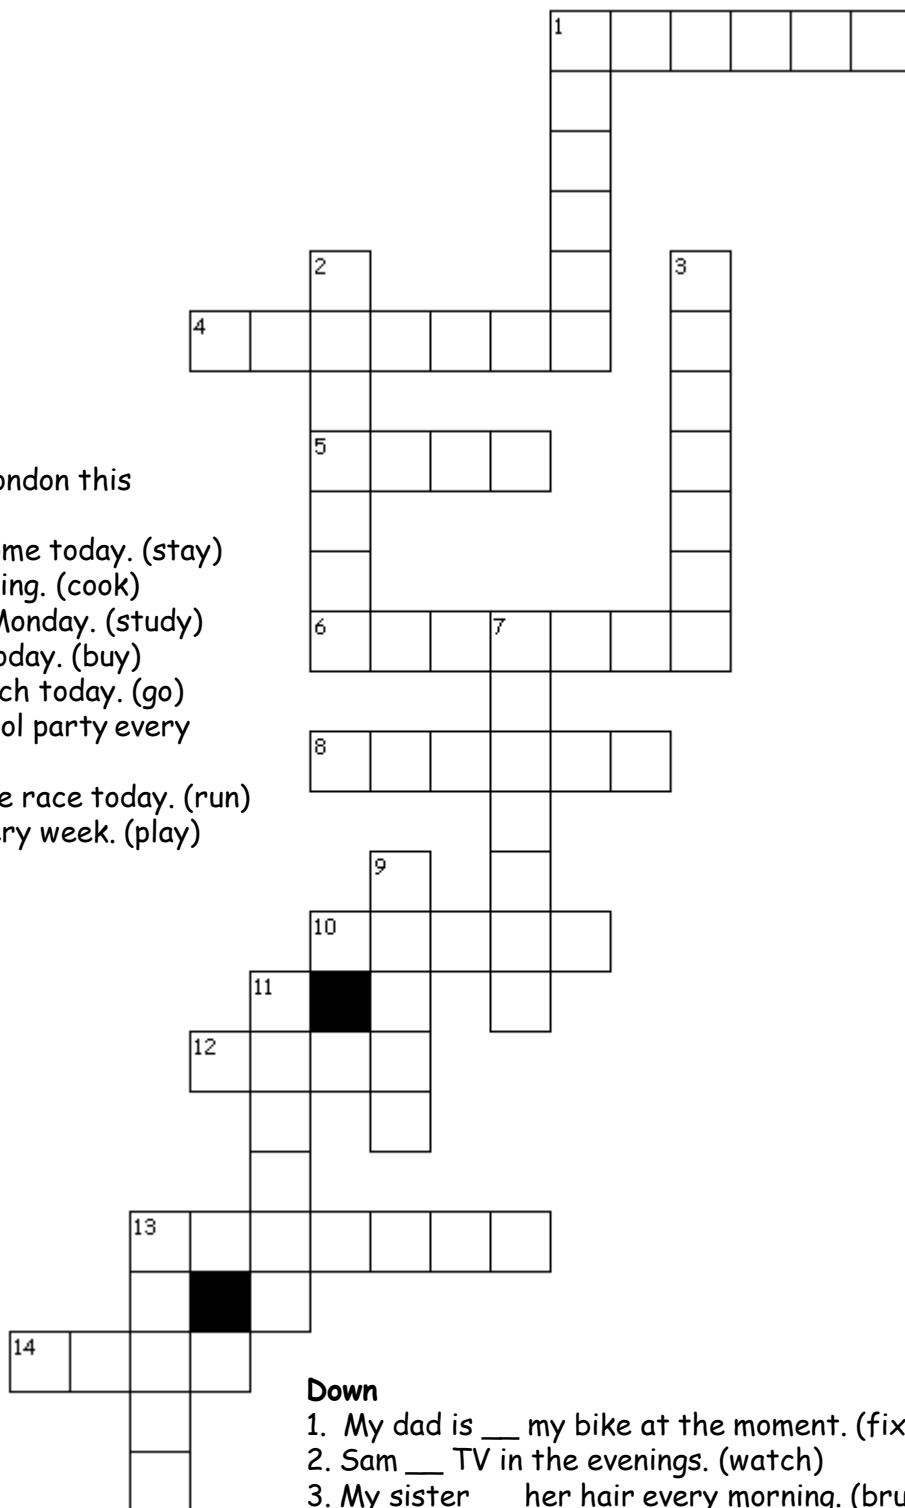 1
2
3
4
5
ondon this
me today. (stay)
ing. (cook)
Monday. (study)
6
7
oday. (buy)
ch today. (go)
ol party every
8
e race today. (run)
ry week. (play)
9
10
11
12
13
14
Down
1. My dad is __ my bike at the moment. (fix
2. Sam __ TV in the evenings. (watch)
3. My sister __ her hair every morning. (bru